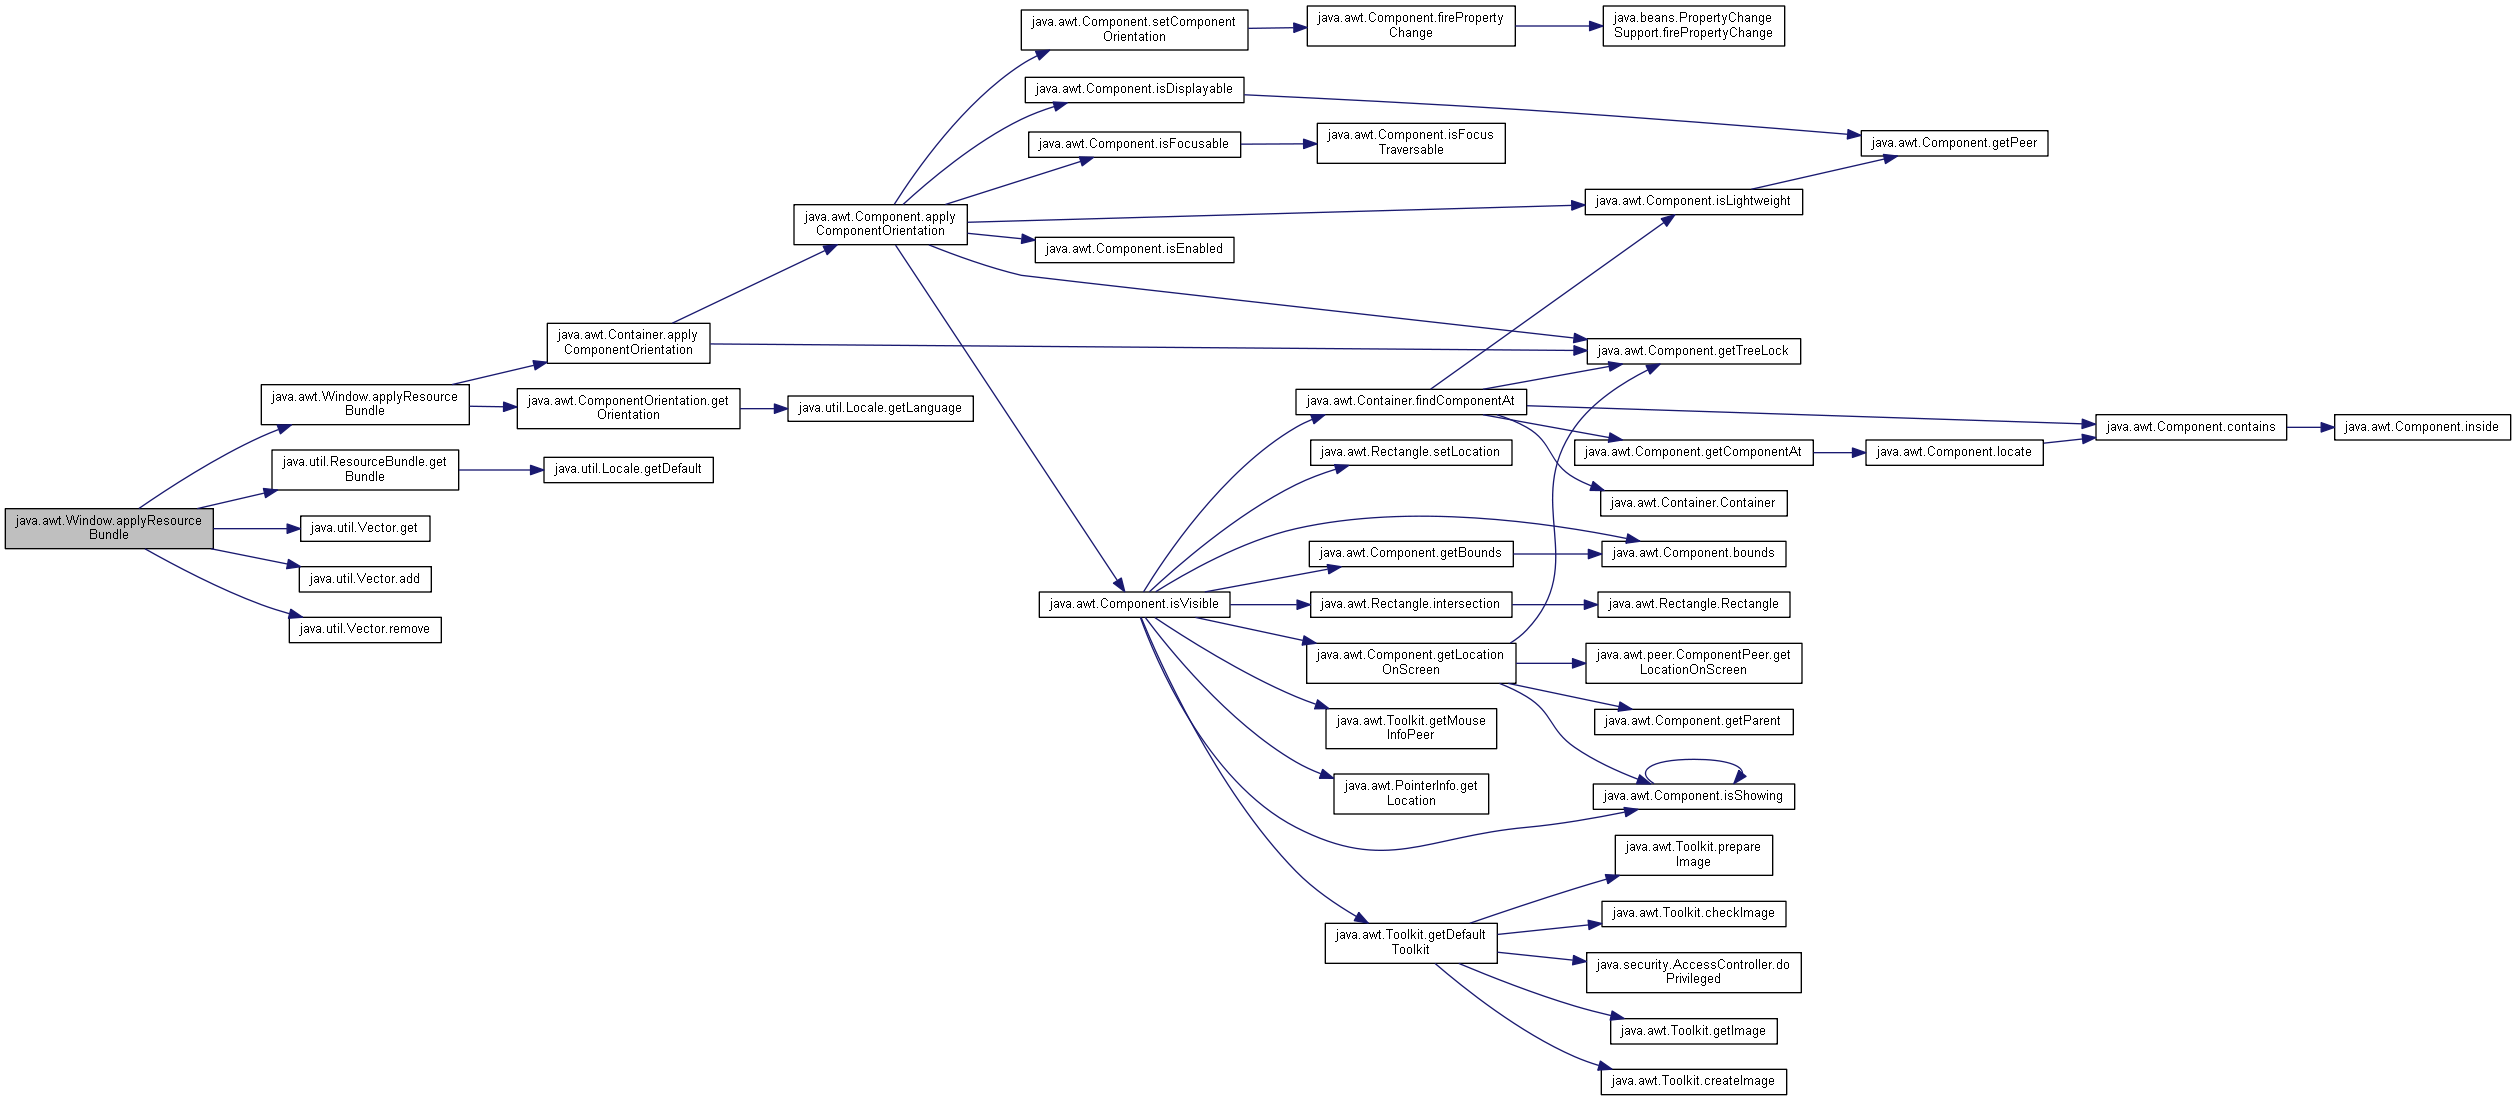 java.awt.Window.applyResource
Bundle
java.awt.Window.applyResource
Bundle
java.util.ResourceBundle.get
Bundle
java.util.Vector.get
java.util.Vector.add
java.util.Vector.remove
java.awt.Container.apply
ComponentOrientation
java.awt.ComponentOrientation.get
Orientation
java.util.Locale.getDefault
java.awt.Component.apply
ComponentOrientation
java.util.Locale.getLanguage
java.awt.Component.setComponent
Orientation
java.awt.Component.isDisplayable
java.awt.Component.isFocusable
java.awt.Component.isEnabled
java.awt.Component.isVisible
java.awt.Component.fireProperty
Change
java.awt.Component.isFocus
Traversable
java.awt.Container.findComponentAt
java.awt.Rectangle.setLocation
java.awt.Component.getBounds
java.awt.Rectangle.intersection
java.awt.Component.getLocation
OnScreen
java.awt.Toolkit.getMouse
InfoPeer
java.awt.PointerInfo.get
Location
java.awt.Toolkit.getDefault
Toolkit
java.beans.PropertyChange
Support.firePropertyChange
java.awt.Component.isLightweight
java.awt.Component.getTreeLock
java.awt.Component.getComponentAt
java.awt.Container.Container
java.awt.Component.bounds
java.awt.Rectangle.Rectangle
java.awt.peer.ComponentPeer.get
LocationOnScreen
java.awt.Component.getParent
java.awt.Component.isShowing
java.awt.Toolkit.prepare
Image
java.awt.Toolkit.checkImage
java.security.AccessController.do
Privileged
java.awt.Toolkit.getImage
java.awt.Toolkit.createImage
java.awt.Component.getPeer
java.awt.Component.locate
java.awt.Component.contains
java.awt.Component.inside